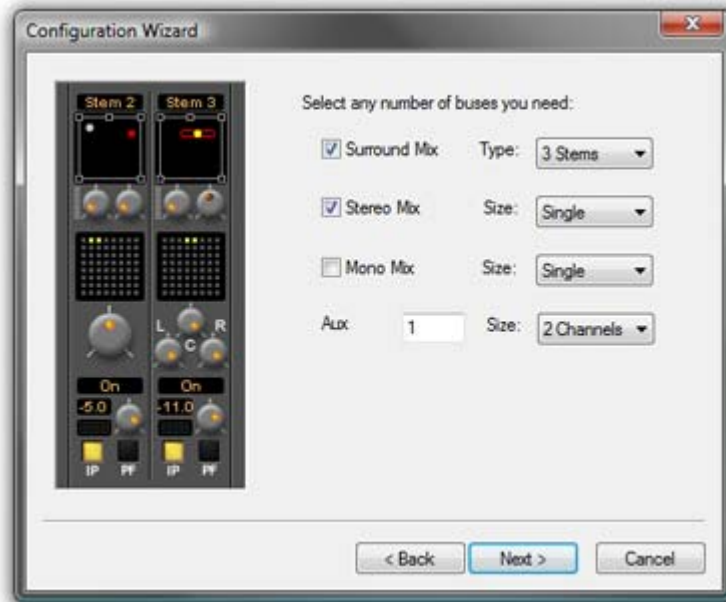 Configuration Wizard
Stem 2 Stem 3
L R
C
On On
-5.0 -11.0
IP PF IP PF
Select any number of buses you need:
Surround Mix Type: 3 Stems
Stereo Mix Size: Single
Mono Mix Size: Single
Aux 1 Size: 2 Channels
< Back Next > Cancel